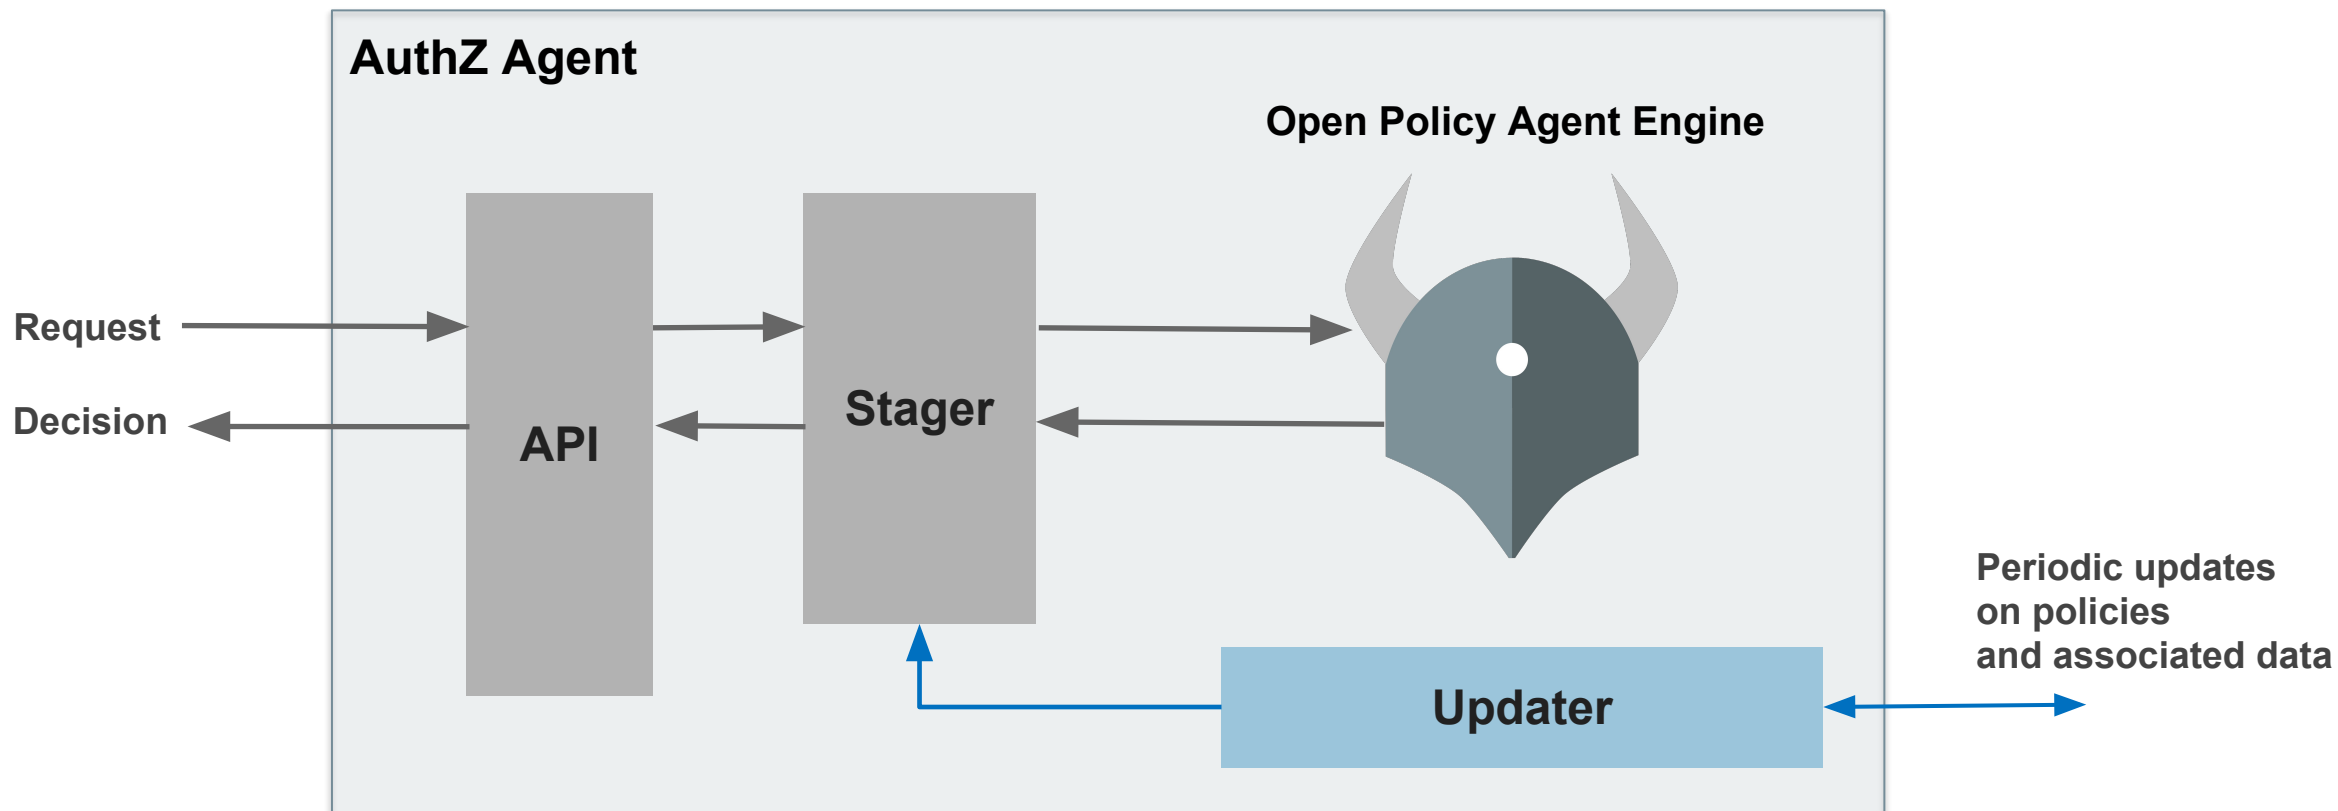 AuthZ Agent
Open Policy Agent Engine
Request
Decision
API
Stager
Periodic updates
on policies
and associated data
Updater